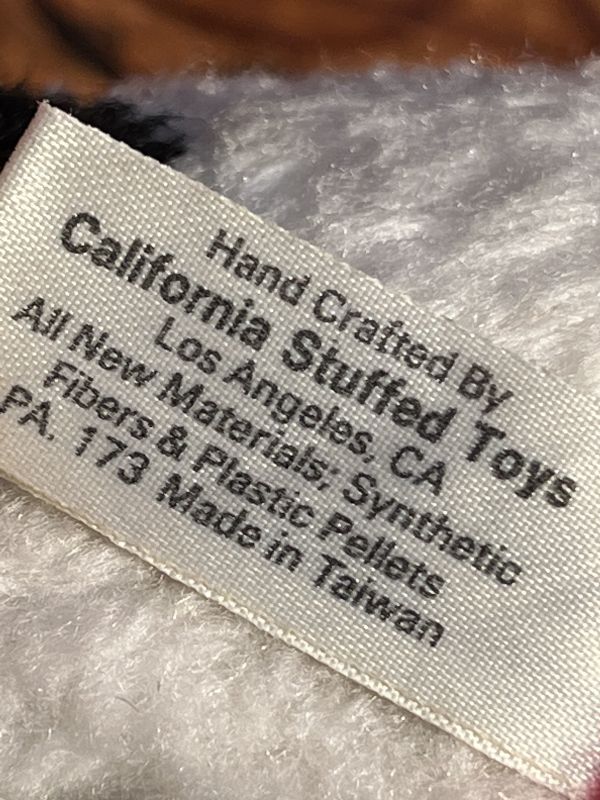 Hand Crafted By
California Stuffed Toys
Los Angeles, CA
All New Materials; Synthetic
Fibers & Plastic Pellets
PA. 173 Made in Taiwan